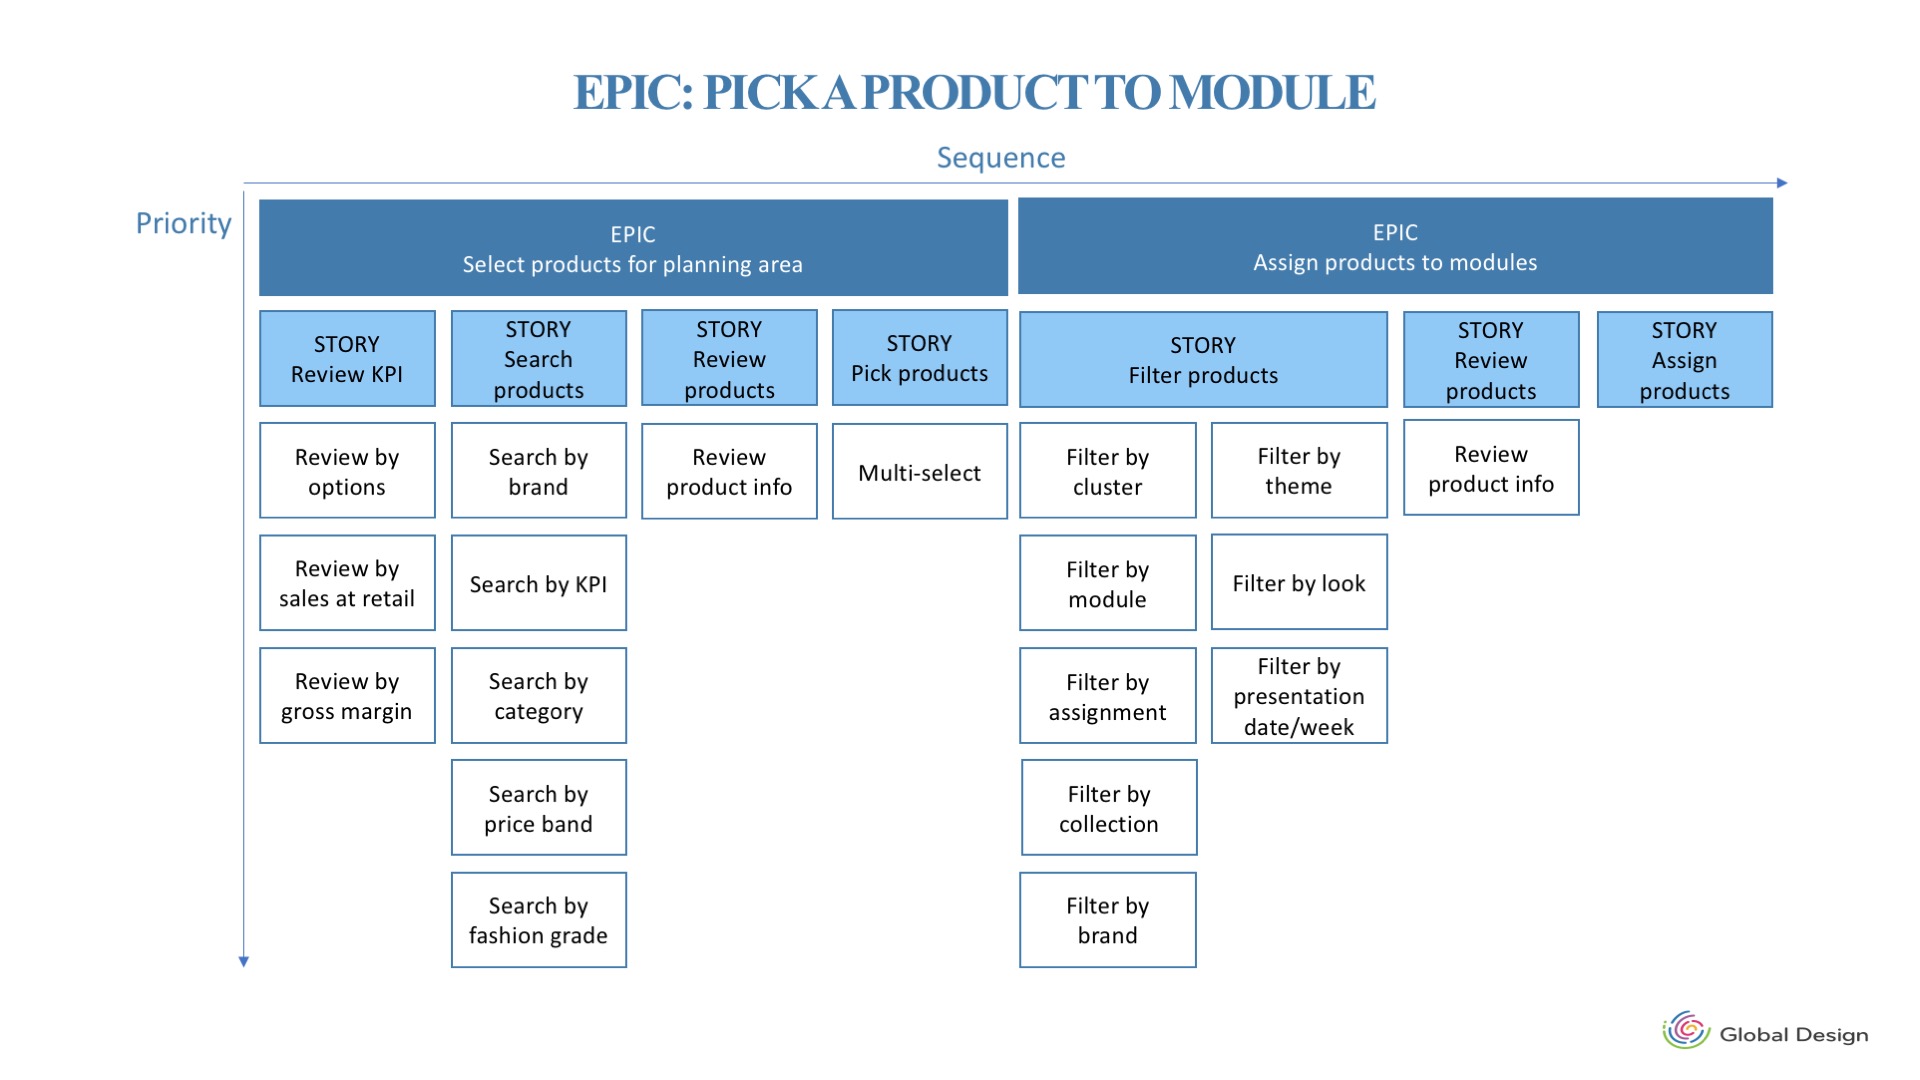 EPIC: PICK A PRODUCT TO MODULE
Sequence
Priority
EPIC
Select products for planning area
EPIC
Assign products to modules
STORY
Review KPI
STORY
Search
products
STORY
Review
products
STORY
Pick products
STORY
Filter products
STORY
Review
products
STORY
Assign
products
Review by
options
Search by
brand
Review
product info
Multi-select
Filter by
cluster
Filter by
theme
Review
product info
Review by
sales at retail
Search by KPI
Filter by
module
Filter by look
Review by
gross margin
Search by
category
Filter by
assignment
Filter by
presentation
date/week
Search by
price band
Filter by
collection
Search by
fashion grade
Filter by
brand
Global Design